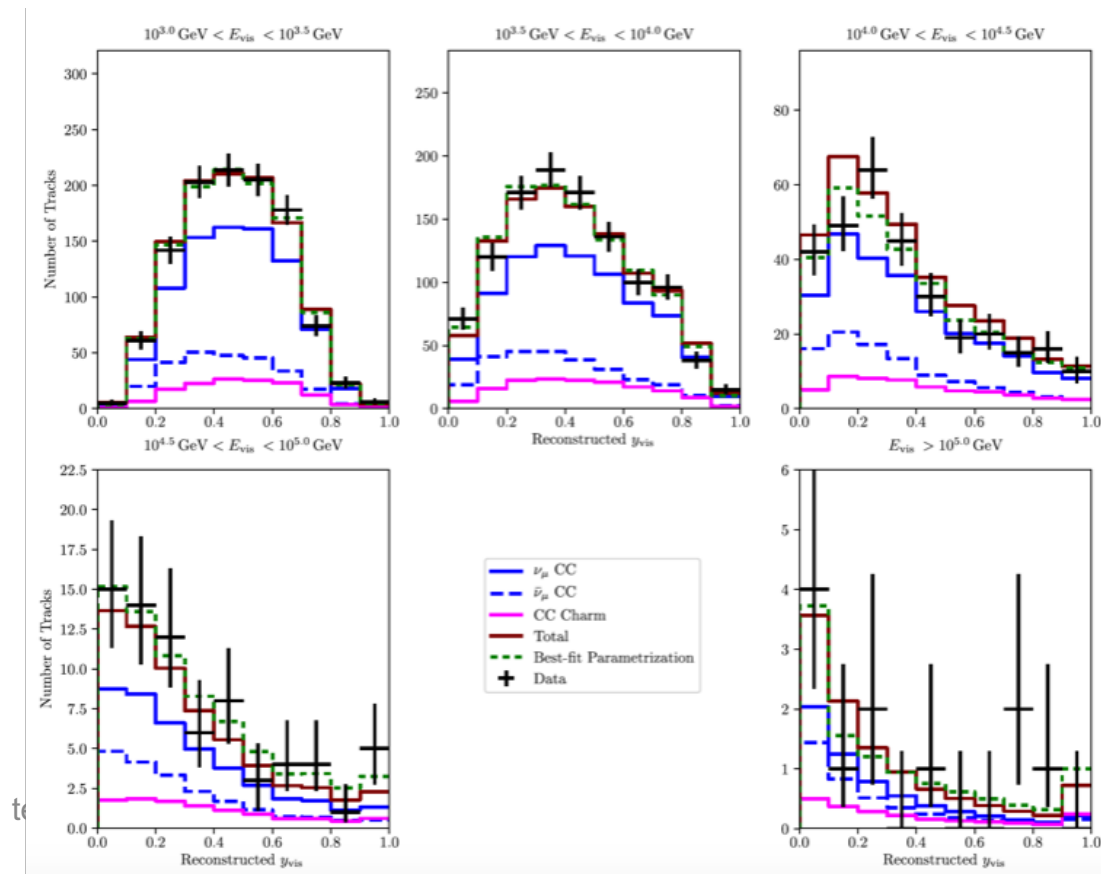 10^{3.0} GeV < E_vis < 10^{3.5} GeV
300
250
200
150
100
50
0
Number of Tracks
0.0 0.2 0.4 0.6 0.8 1.0
10^{3.5} GeV < E_vis < 10^{4.0} GeV
250
200
150
100
50
0
0.0 0.2 0.4 0.6 0.8 1.0
Reconstructed y_vis
10^{4.0} GeV < E_vis < 10^{4.5} GeV
80
60
40
20
0
0.0 0.2 0.4 0.6 0.8 1.0
10^{4.5} GeV < E_vis < 10^{5.0} GeV
22.5
20.0
17.5
15.0
12.5
10.0
7.5
5.0
2.5
0.0
Number of Tracks
0.0 0.2 0.4 0.6 0.8 1.0
Reconstructed y_vis
ν_μ CC
ν̄_μ CC
CC Charm
Total
Best-fit Parametrization
Data
E_vis > 10^{5.0} GeV
6
5
4
3
2
1
0
0.0 0.2 0.4 0.6 0.8 1.0
Reconstructed y_vis